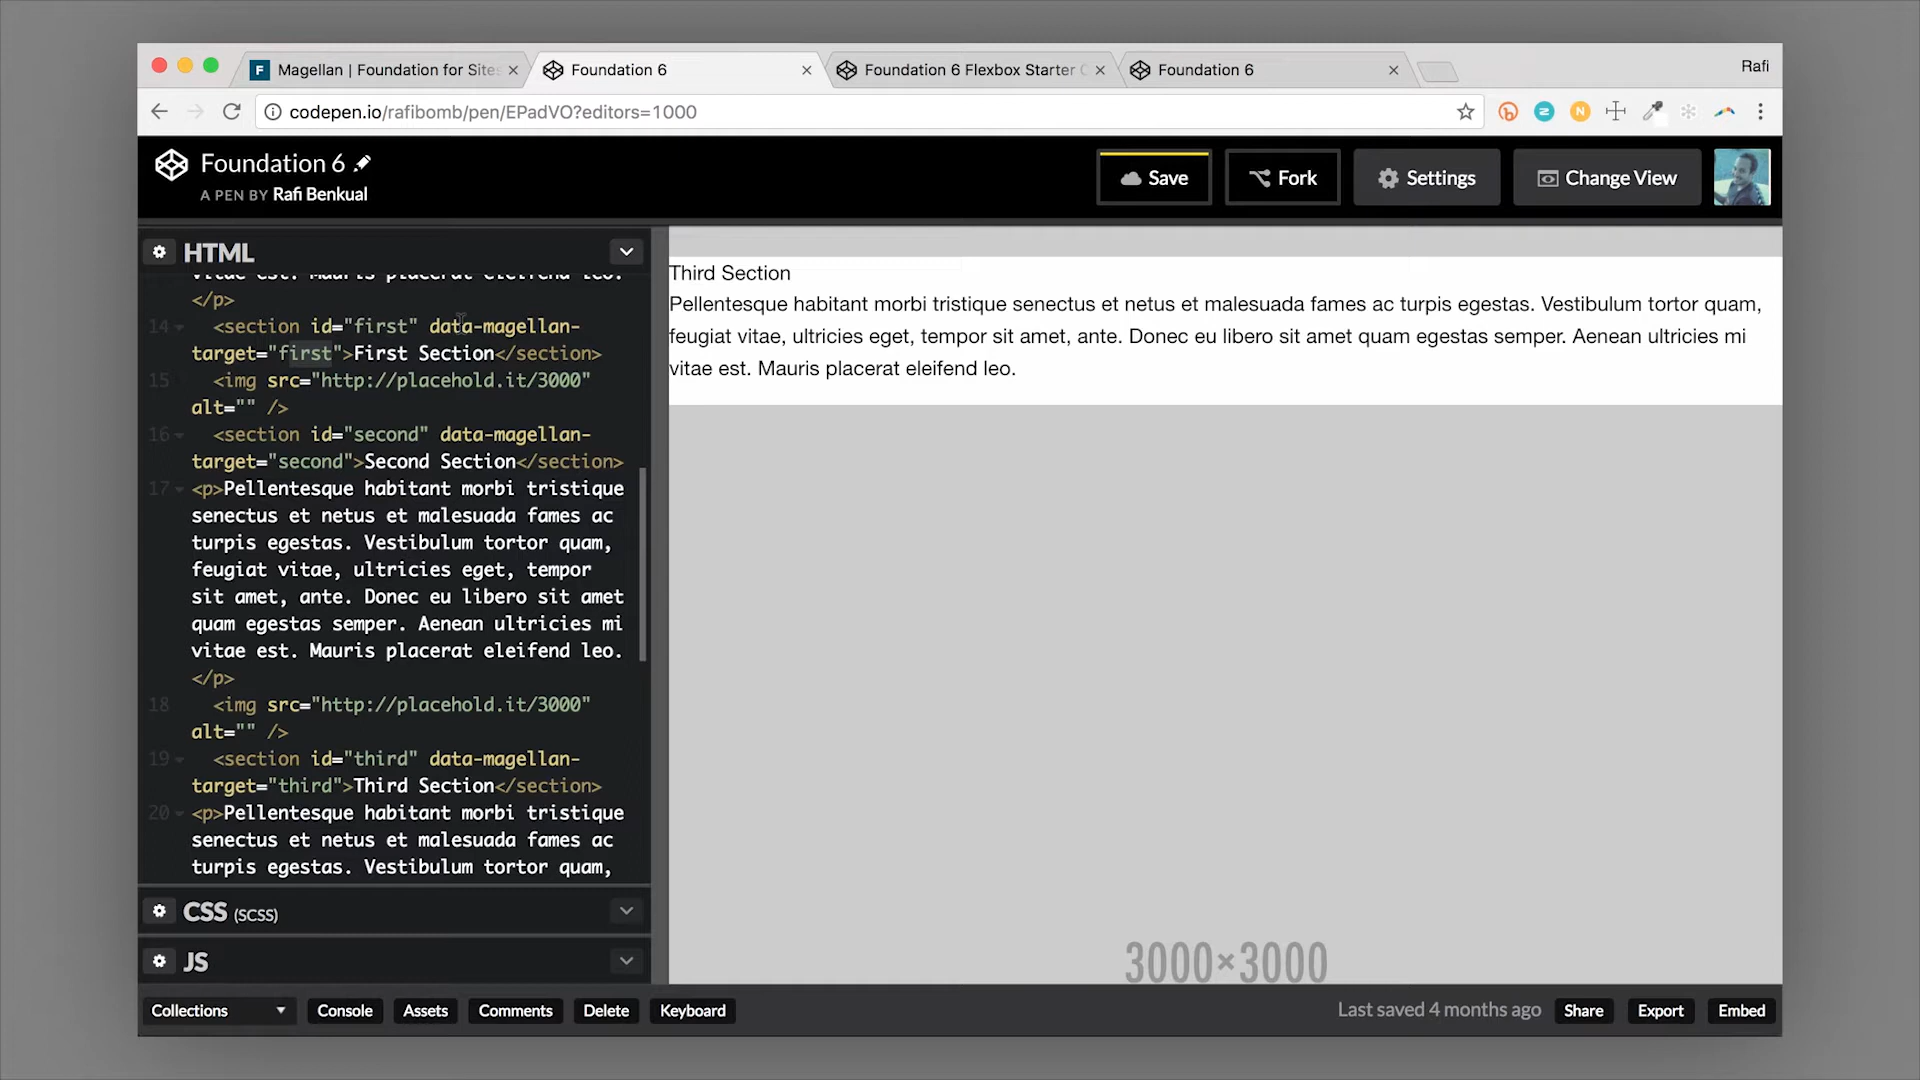 Magellan | Foundation for Sites
Foundation 6
Foundation 6 Flexbox Starter
Foundation 6
Rafi
codepen.io/rafibomb/pen/EPadVO?editors=1000
Foundation 6
A PEN BY Rafi Benkual
Save
Fork
Settings
Change View
HTML
vitae est. Mauris placerat eleifend leo.
</p>
14 <section id="first" data-magellan-
target="first">First Section</section>
15 <img src="http://placehold.it/3000"
alt="" />
16 <section id="second" data-magellan-
target="second">Second Section</section>
17 <p>Pellentesque habitant morbi tristique
senectus et netus et malesuada fames ac
turpis egestas. Vestibulum tortor quam,
feugiat vitae, ultricies eget, tempor
sit amet, ante. Donec eu libero sit amet
quam egestas semper. Aenean ultricies mi
vitae est. Mauris placerat eleifend leo.
</p>
18 <img src="http://placehold.it/3000"
alt="" />
19 <section id="third" data-magellan-
target="third">Third Section</section>
20 <p>Pellentesque habitant morbi tristique
senectus et netus et malesuada fames ac
turpis egestas. Vestibulum tortor quam,
CSS (SCSS)
JS
Third Section
Pellentesque habitant morbi tristique senectus et netus et malesuada fames ac turpis egestas. Vestibulum tortor quam,
feugiat vitae, ultricies eget, tempor sit amet, ante. Donec eu libero sit amet quam egestas semper. Aenean ultricies mi
vitae est. Mauris placerat eleifend leo.
3000×3000
Collections
Console
Assets
Comments
Delete
Keyboard
Last saved 4 months ago
Share
Export
Embed